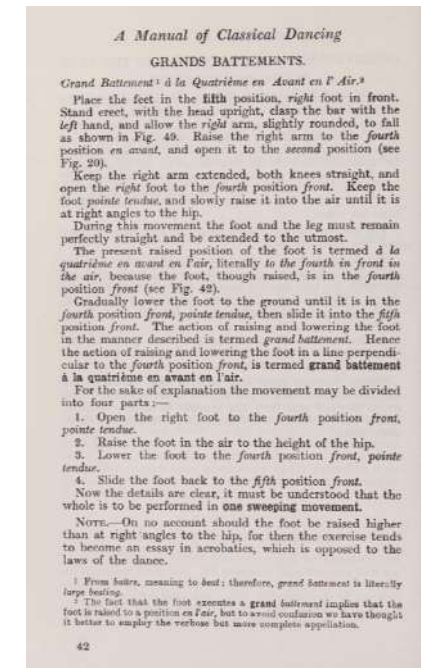 A Manual of Classical Dancing
GRANDS BATTEMENTS.
Grand Battement¹ à la Quatrième en Avant en l' Air.²
Place the feet in the fifth position, right foot in front.
Stand erect, with the head upright, clasp the bar with the
left hand, and allow the right arm, slightly rounded, to fall
as shown in Fig. 49. Raise the right arm to the fourth
position en avant, and open it to the second position (see
Fig. 20).
Keep the right arm extended, both knees straight, and
open the right foot to the fourth position front. Keep the
foot pointe tendue, and slowly raise it into the air until it is
at right angles to the hip.
During this movement the foot and the leg must remain
perfectly straight and be extended to the utmost.
The present raised position of the foot is termed à la
quatrième en avant en l'air, literally to the fourth in front in
the air, because the foot, though raised, is in the fourth
position front (see Fig. 42).
Gradually lower the foot to the ground until it is in the
fourth position front, pointe tendue, then slide it into the fifth
position front. The action of raising and lowering the foot
in the manner described is termed grand battement. Hence
the action of raising and lowering the foot in a line perpendi-
cular to the fourth position front, is termed grand battement
à la quatrième en avant en l'air.
For the sake of explanation the movement may be divided
into four parts :—
1. Open the right foot to the fourth position front,
pointe tendue.
2. Raise the foot in the air to the height of the hip.
3. Lower the foot to the fourth position front, pointe
tendue.
4. Slide the foot back to the fifth position front.
Now the details are clear, it must be understood that the
whole is to be performed in one sweeping movement.
NOTE.—On no account should the foot be raised higher
than at right angles to the hip, for then the exercise tends
to become an essay in acrobatics, which is opposed to the
laws of the dance.
¹ From battre, meaning to beat; therefore, grand battement is literally
large beating.
² The fact that the foot executes a grand battement implies that the
foot is raised to a position en l'air, but to avoid confusion we have thought
it better to employ the verbose but more complete appellation.
42